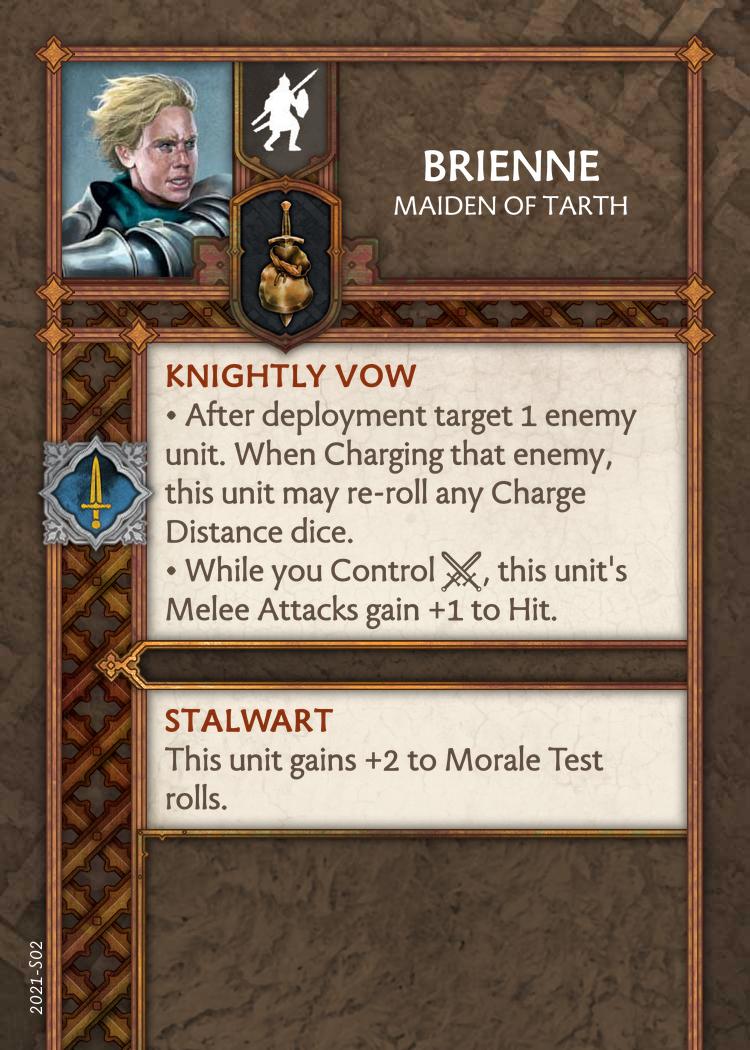 BRIENNE
MAIDEN OF TARTH
KNIGHTLY VOW
• After deployment target 1 enemy
unit. When Charging that enemy,
this unit may re-roll any Charge
Distance dice.
• While you Control , this unit's
Melee Attacks gain +1 to Hit.
STALWART
This unit gains +2 to Morale Test
rolls.
2021-S02